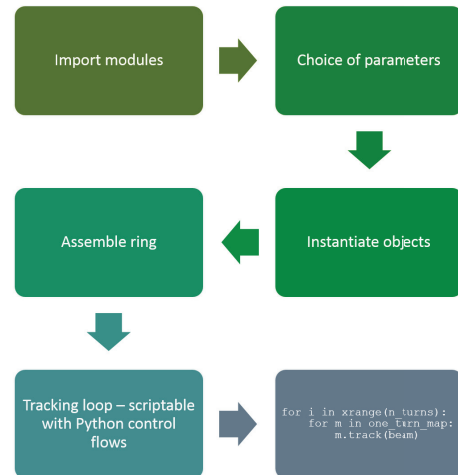 Import modules
Choice of parameters
Assemble ring
Instantiate objects
Tracking loop – scriptable
with Python control
flows
for i in xrange(n_turns):
for m in one_turn_map:
m.track(beam)